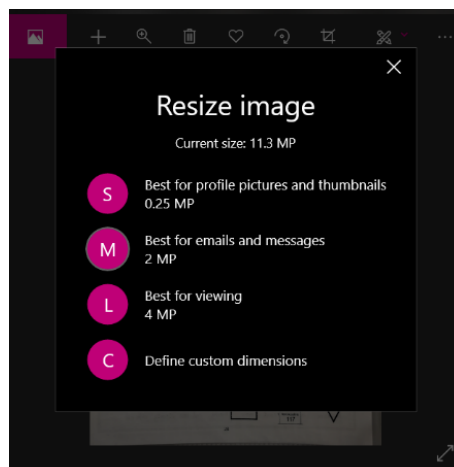 Resize image
Current size: 11.3 MP
S
Best for profile pictures and thumbnails
0.25 MP
M
Best for emails and messages
2 MP
L
Best for viewing
4 MP
C
Define custom dimensions